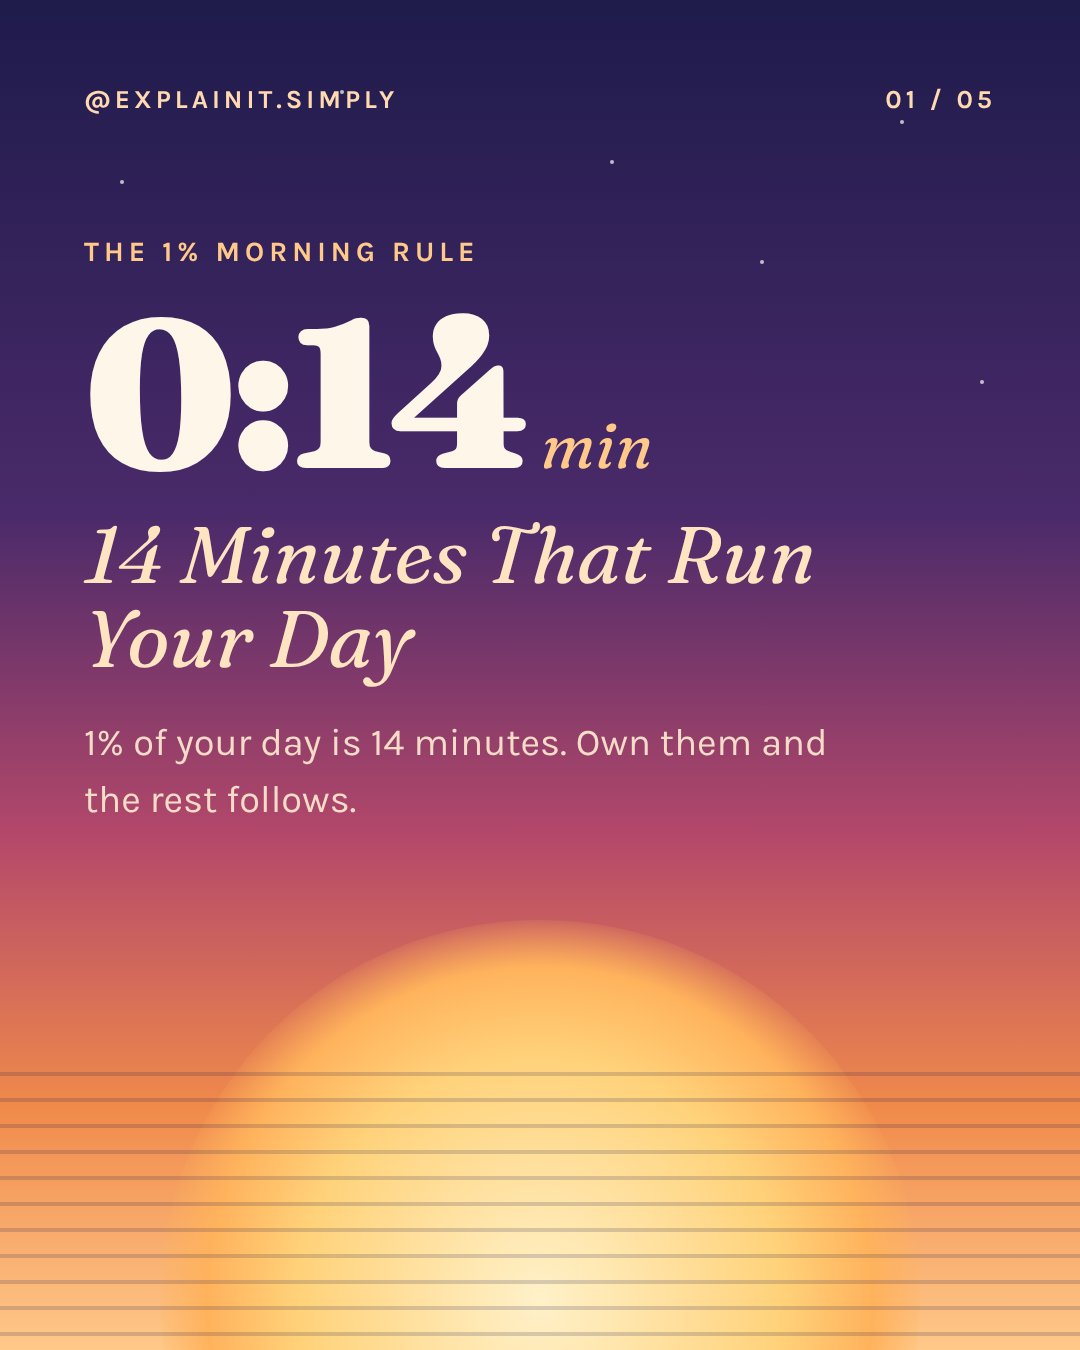 @EXPLAINIT.SIMPLY
01 / 05
THE 1% MORNING RULE
0:14 min
14 Minutes That Run
Your Day
1% of your day is 14 minutes. Own them and
the rest follows.